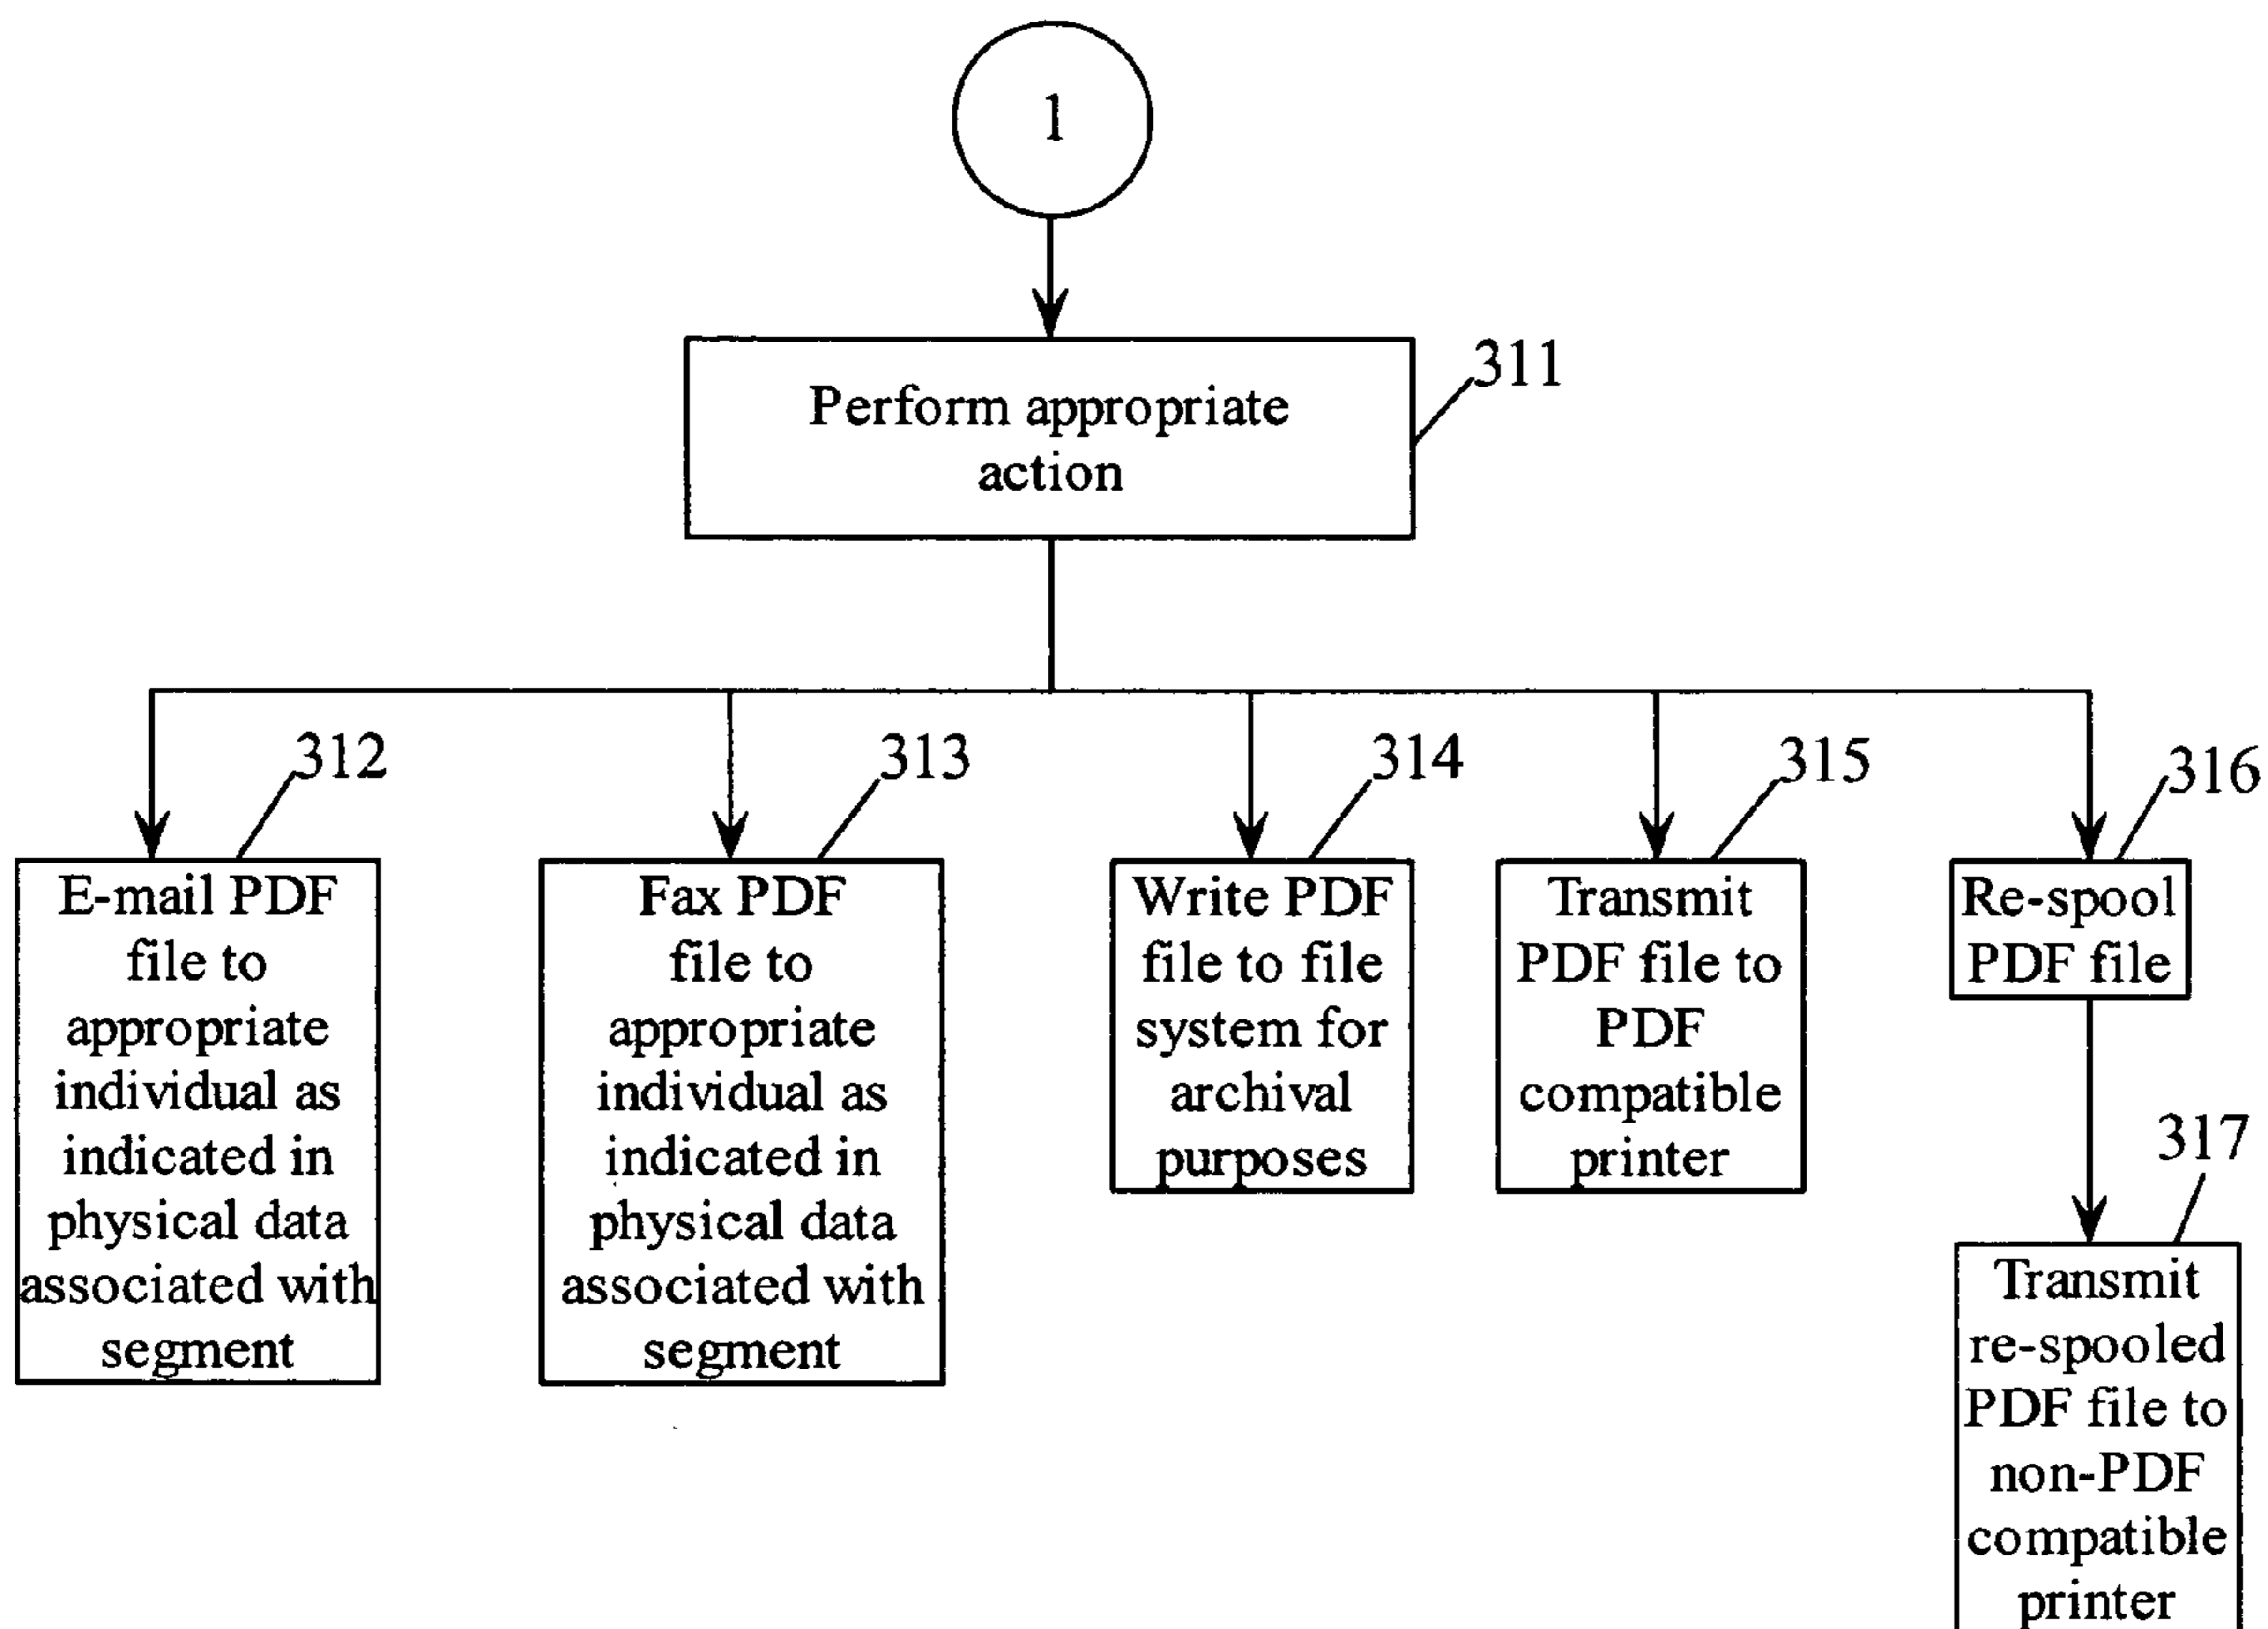 1
311
Perform appropriate
action
312
E-mail PDF
file to
appropriate
individual as
indicated in
physical data
associated with
segment
313
Fax PDF
file to
appropriate
individual as
indicated in
physical data
associated with
segment
314
Write PDF
file to file
system for
archival
purposes
315
Transmit
PDF file to
PDF
compatible
printer
316
Re-spool
PDF file
317
Transmit
re-spooled
PDF file to
non-PDF
compatible
printer